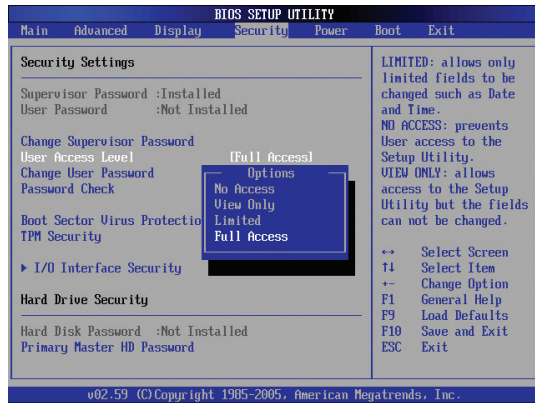 BIOS SETUP UTILITY
Main Advanced Display Security Power Boot Exit
Security Settings
Supervisor Password :Installed
User Password :Not Installed
Change Supervisor Password
User Access Level [Full Access]
Change User Password
Password Check
Boot Sector Virus Protectio
TPM Security
▶ I/O Interface Security
Hard Drive Security
Hard Disk Password :Not Installed
Primary Master HD Password
Options
No Access
View Only
Limited
Full Access
LIMITED: allows only
limited fields to be
changed such as Date
and Time.
NO ACCESS: prevents
User access to the
Setup Utility.
VIEW ONLY: allows
access to the Setup
Utility but the fields
can not be changed.
↔ Select Screen
↑↓ Select Item
+- Change Option
F1 General Help
F9 Load Defaults
F10 Save and Exit
ESC Exit
v02.59 (C)Copyright 1985-2005, American Megatrends, Inc.